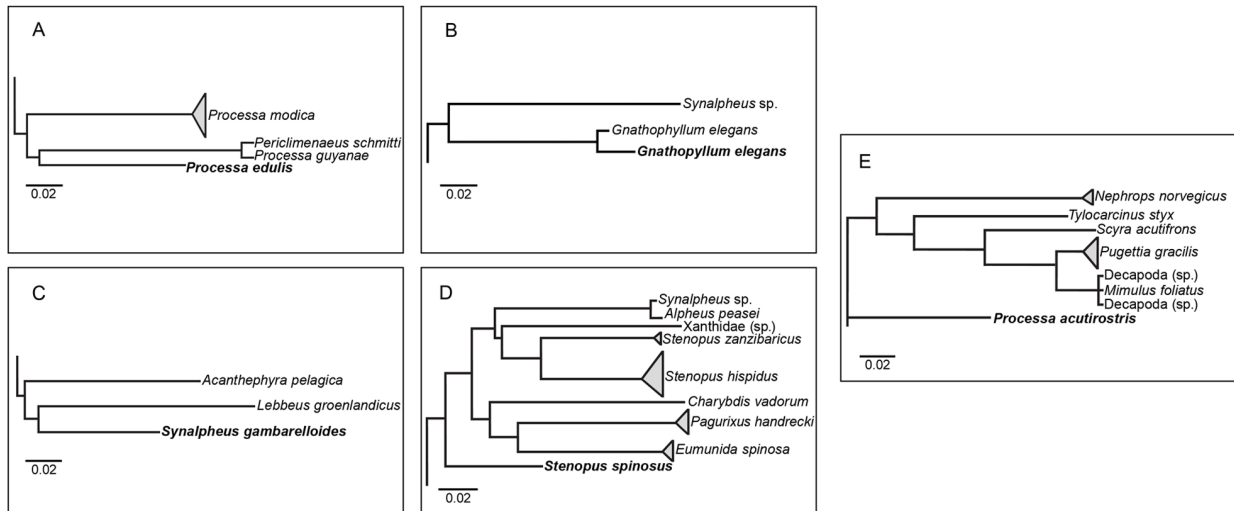 A
Processa modica
Periclimenaeus schmitti
Processa guyanae
Processa edulis
0.02
B
Synalpheus sp.
Gnathophyllum elegans
Gnathopyllum elegans
0.02
C
Acanthephyra pelagica
Lebbeus groenlandicus
Synalpheus gambarelloides
0.02
D
Synalpheus sp.
Alpheus peasei
Xanthidae (sp.)
Stenopus zanzibaricus
Stenopus hispidus
Charybdis vadorum
Pagurixus handrecki
Eumunida spinosa
Stenopus spinosus
0.02
E
Nephrops norvegicus
Tylocarcinus styx
Scyra acutifrons
Pugettia gracilis
Decapoda (sp.)
Mimulus foliatus
Decapoda (sp.)
Processa acutirostris
0.02